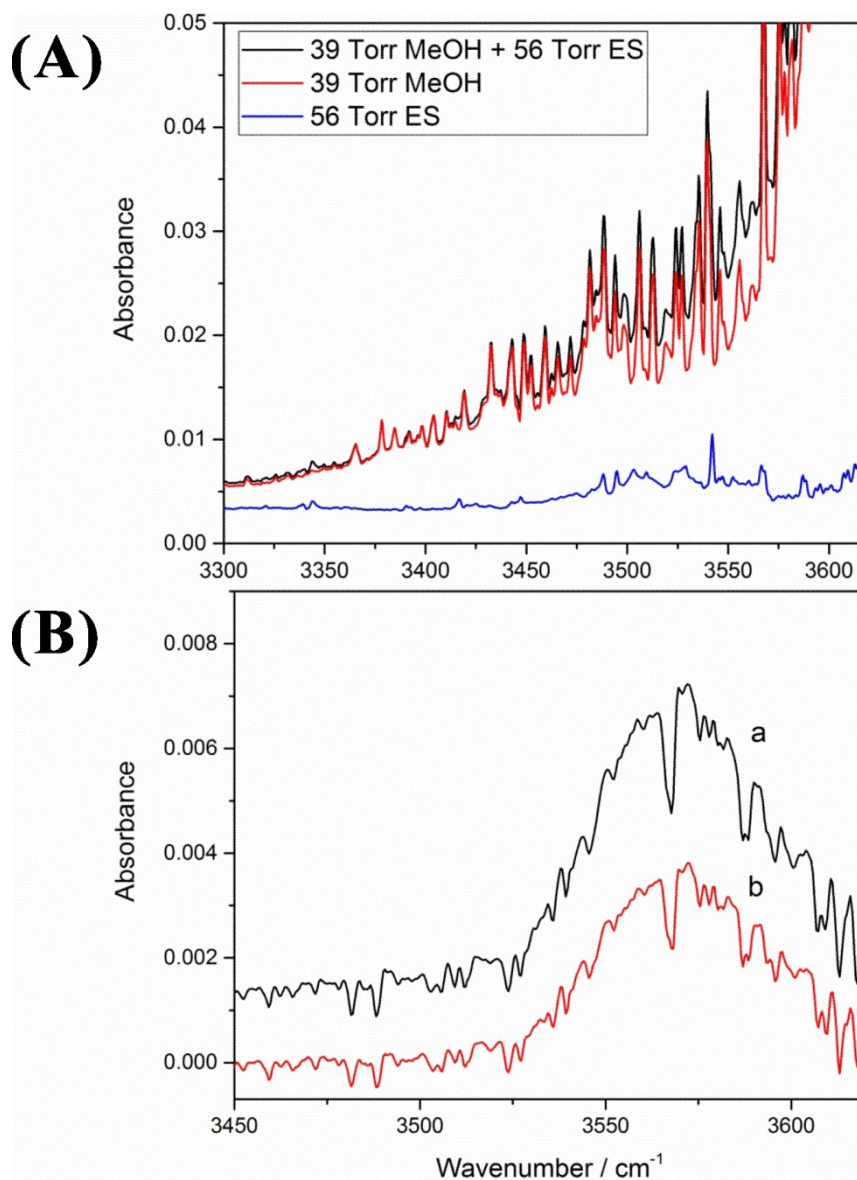 (A)
0.05
39 Torr MeOH + 56 Torr ES
39 Torr MeOH
56 Torr ES
0.04
0.03
0.02
0.01
0.00
Absorbance
3300 3350 3400 3450 3500 3550 3600
(B)
0.008
0.006
0.004
0.002
0.000
Absorbance
a
b
3450 3500 3550 3600
Wavenumber / cm⁻¹